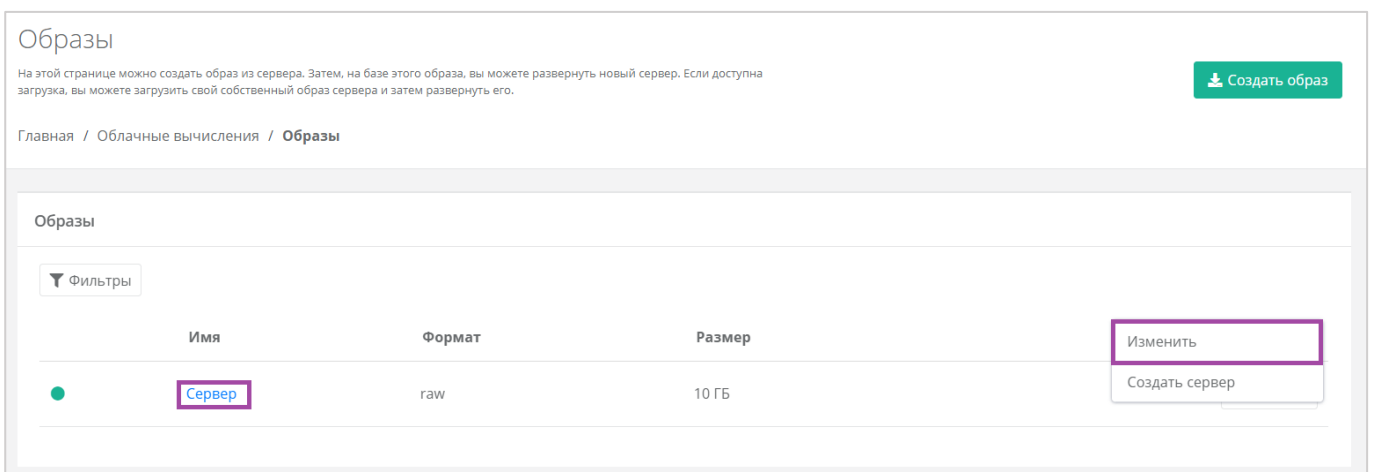 Образы
На этой странице можно создать образ из сервера. Затем, на базе этого образа, вы можете развернуть новый сервер. Если доступна
загрузка, вы можете загрузить свой собственный образ сервера и затем развернуть его.
Создать образ
Главная / Облачные вычисления / Образы
Образы
Фильтры
Имя Формат Размер
Изменить
Сервер raw 10 ГБ
Создать сервер